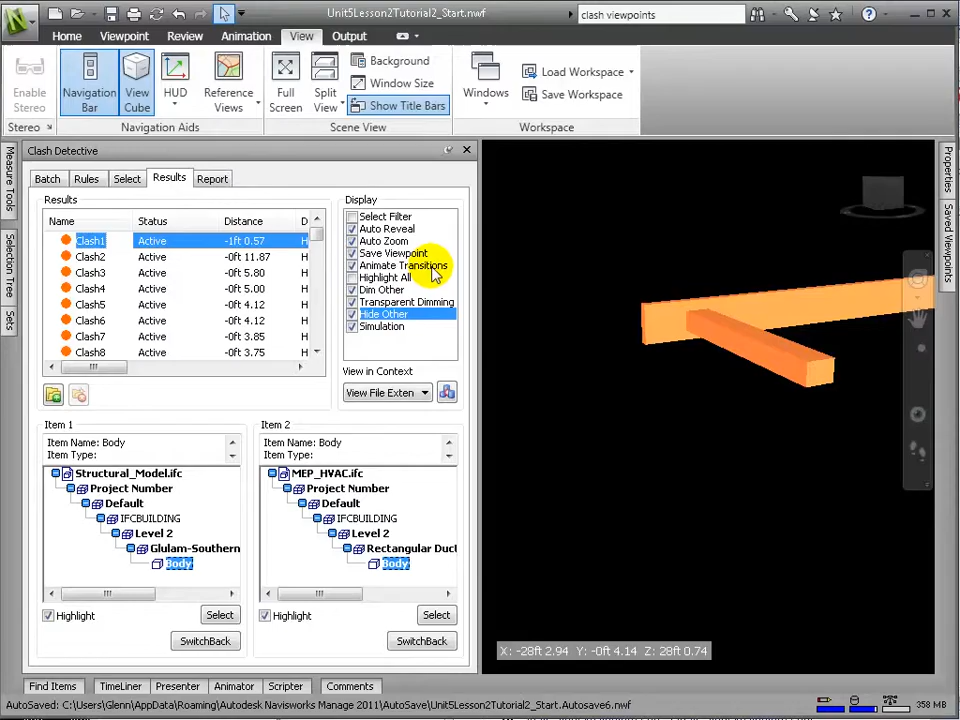 Unit5Lesson2Tutorial2_Start.nwf
clash viewpoints
Home Viewpoint Review Animation View Output
Enable Stereo
Navigation Bar
View Cube
HUD
Reference Views
Full Screen
Split View
Background
Window Size
Show Title Bars
Windows
Load Workspace
Save Workspace
Stereo
Navigation Aids
Scene View
Workspace
Measure Tools
Selection Tree
Sets
Clash Detective
Batch Rules Select Results Report
Results
Name Status Distance D
Clash1 Active -1ft 0.57 H
Clash2 Active -0ft 11.87 H
Clash3 Active -0ft 5.80 H
Clash4 Active -0ft 5.00 H
Clash5 Active -0ft 4.12 H
Clash6 Active -0ft 4.12 H
Clash7 Active -0ft 3.85 H
Clash8 Active -0ft 3.75 H
Display
Select Filter
Auto Reveal
Auto Zoom
Save Viewpoint
Animate Transitions
Highlight All
Dim Other
Transparent Dimming
Hide Other
Simulation
View in Context
View File Exten
Item 1
Item Name: Body
Item Type:
Structural_Model.ifc
Project Number
Default
IFCBUILDING
Level 2
Glulam-Southern
Body
Highlight
Select
SwitchBack
Item 2
Item Name: Body
Item Type:
MEP_HVAC.ifc
Project Number
Default
IFCBUILDING
Level 2
Rectangular Duct
Body
Highlight
Select
SwitchBack
Properties
Saved Viewpoints
X: -28ft 2.94 Y: -0ft 4.14 Z: 28ft 0.74
Find Items TimeLiner Presenter Animator Scripter Comments
AutoSaved: C:\Users\Glenn\AppData\Roaming\Autodesk Navisworks Manage 2011\AutoSave\Unit5Lesson2Tutorial2_Start.Autosave6.nwf
358 MB